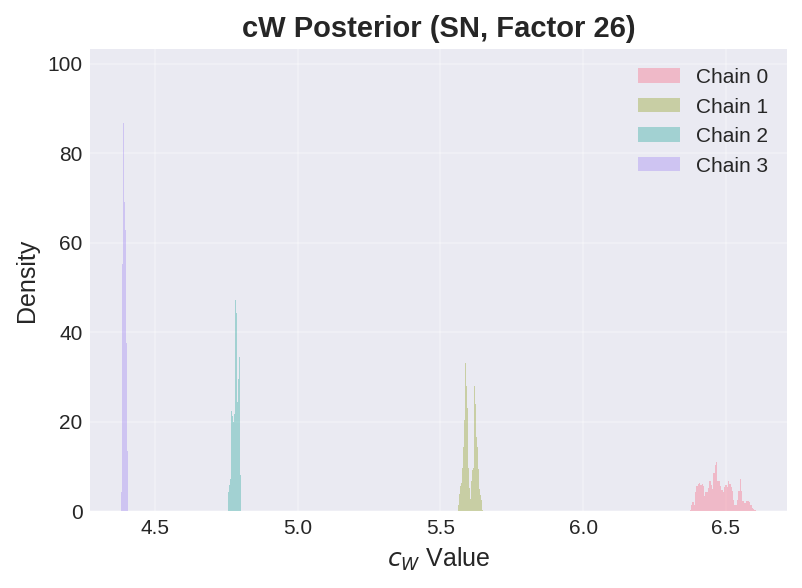 cW Posterior (SN, Factor 26)
100
80
60
40
20
0
Density
Chain 0
Chain 1
Chain 2
Chain 3
4.5 5.0 5.5 6.0 6.5
c_W Value